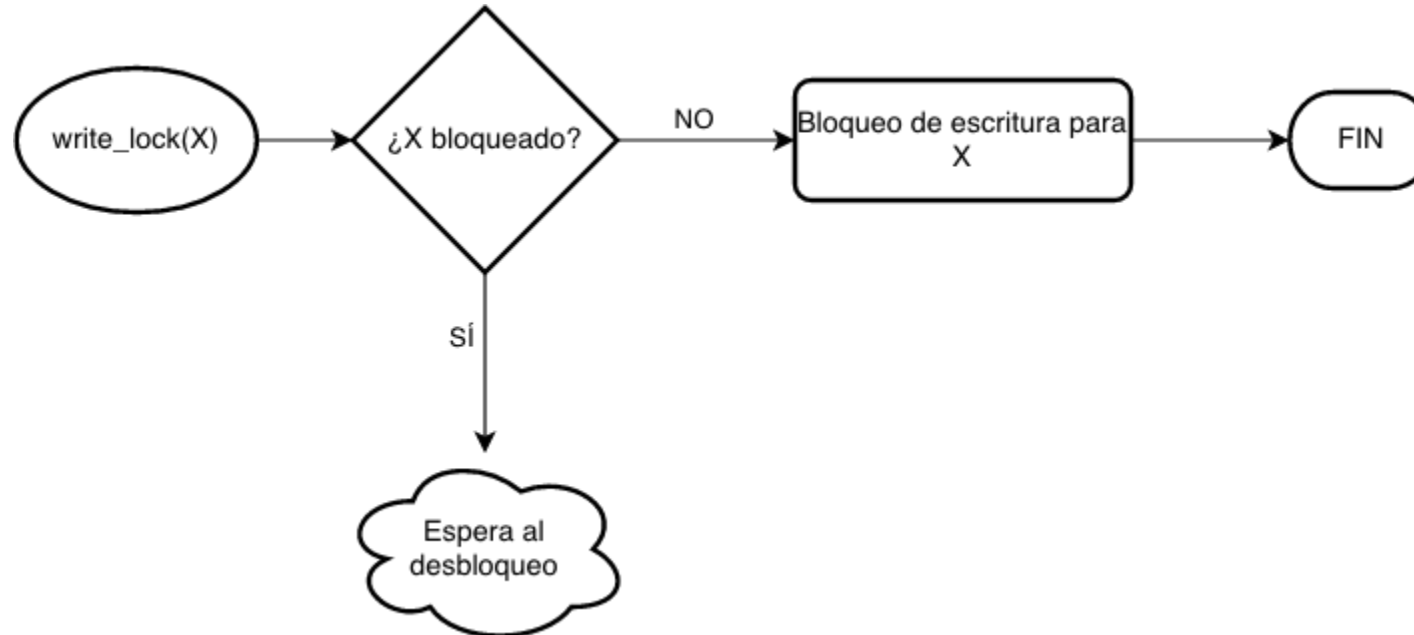 write_lock(X)
¿X bloqueado?
NO
Bloqueo de escritura para
X
FIN
SÍ
Espera al
desbloqueo